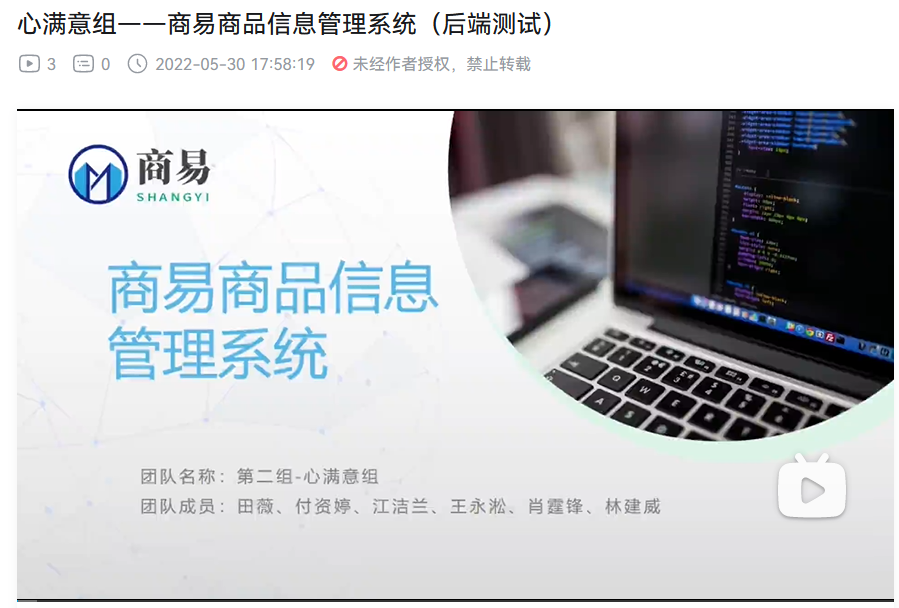 心满意组——商易商品信息管理系统（后端测试）
3 0 2022-05-30 17:58:19 未经作者授权，禁止转载
商易
SHANGYI
商易商品信息
管理系统
团队名称：第二组-心满意组
团队成员：田薇、付资婷、江洁兰、王永淞、肖霆锋、林建威